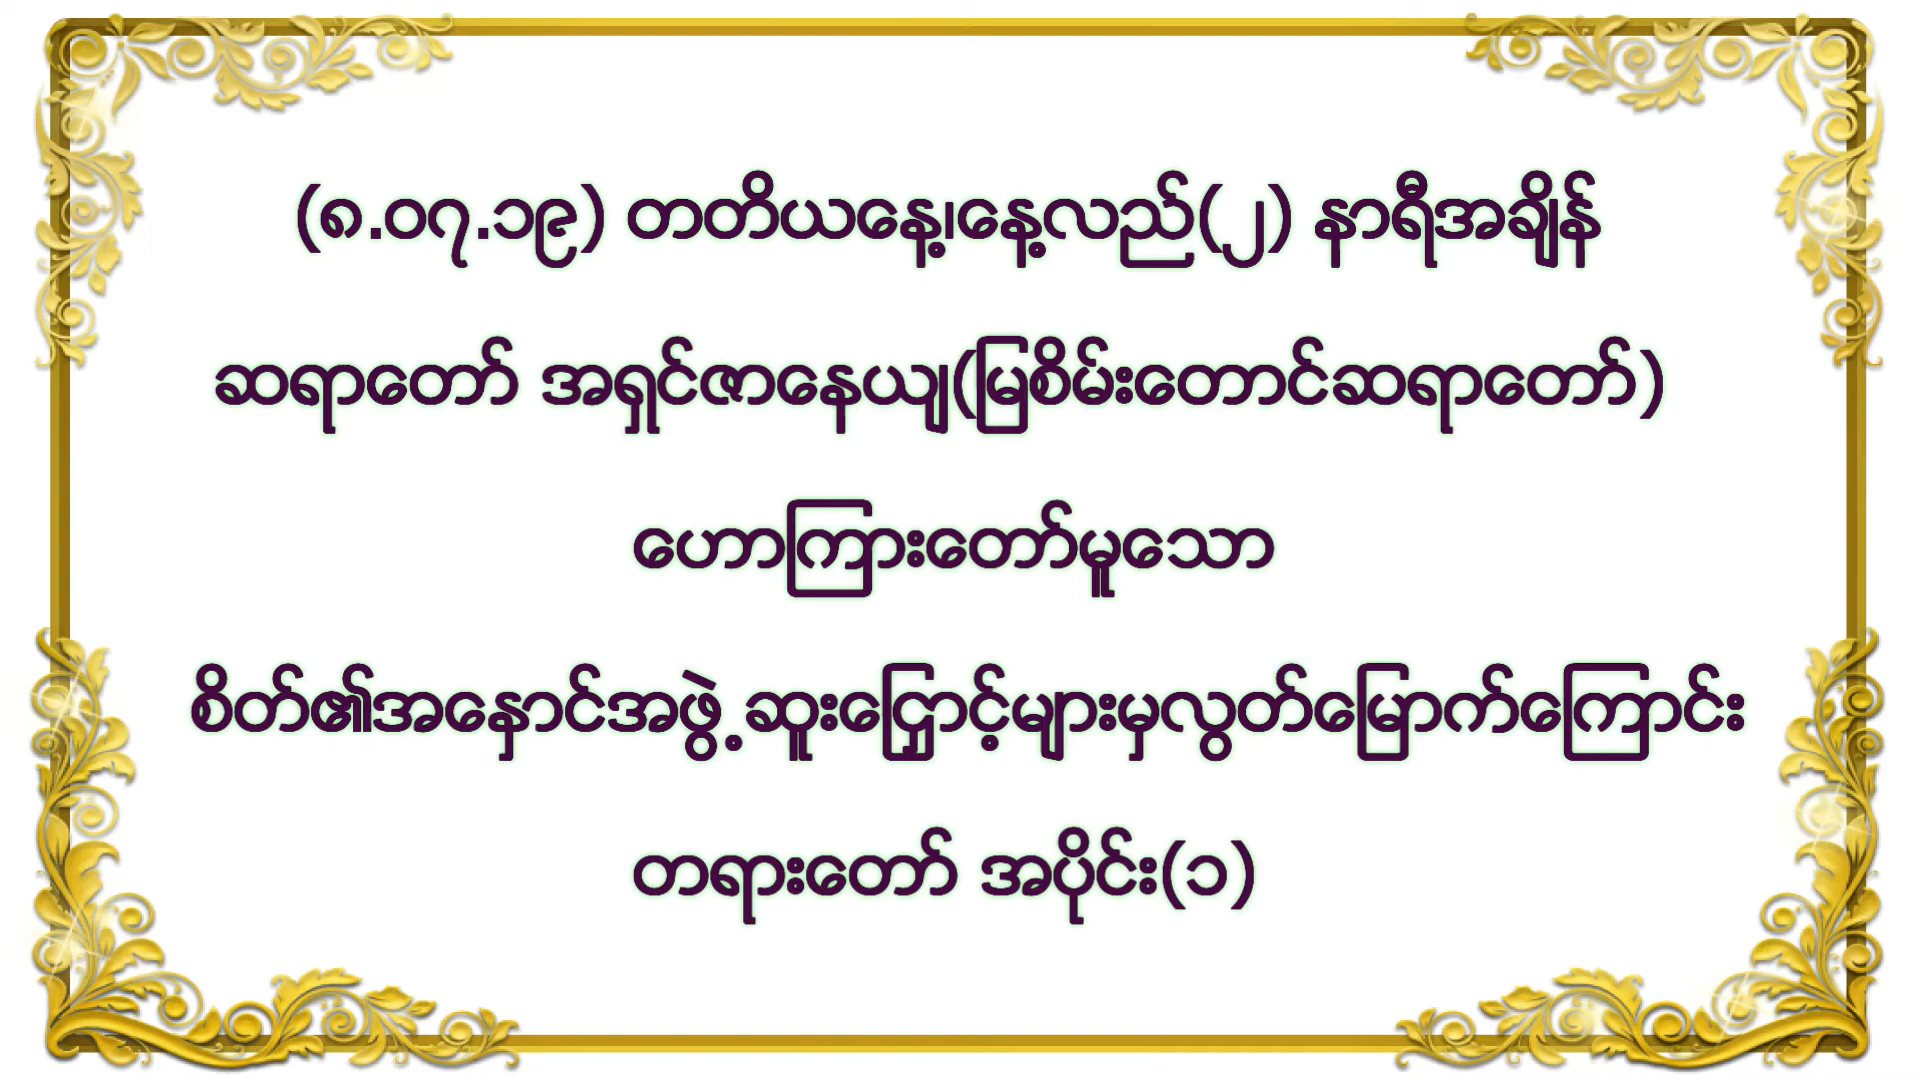 (၈.၀၇.၁၉) တတိယနေ့၊နေ့လည်(၂) နာရီအချိန်
ဆရာတော် အရှင်ဇာနေယျ(မြစိမ်းတောင်ဆရာတော်)
ဟောကြားတော်မူသော
စိတ်၏အနှောင်အဖွဲ့ ဆူးငြှောင့်များမှလွတ်မြောက်ကြောင်း
တရားတော် အပိုင်း(၁)